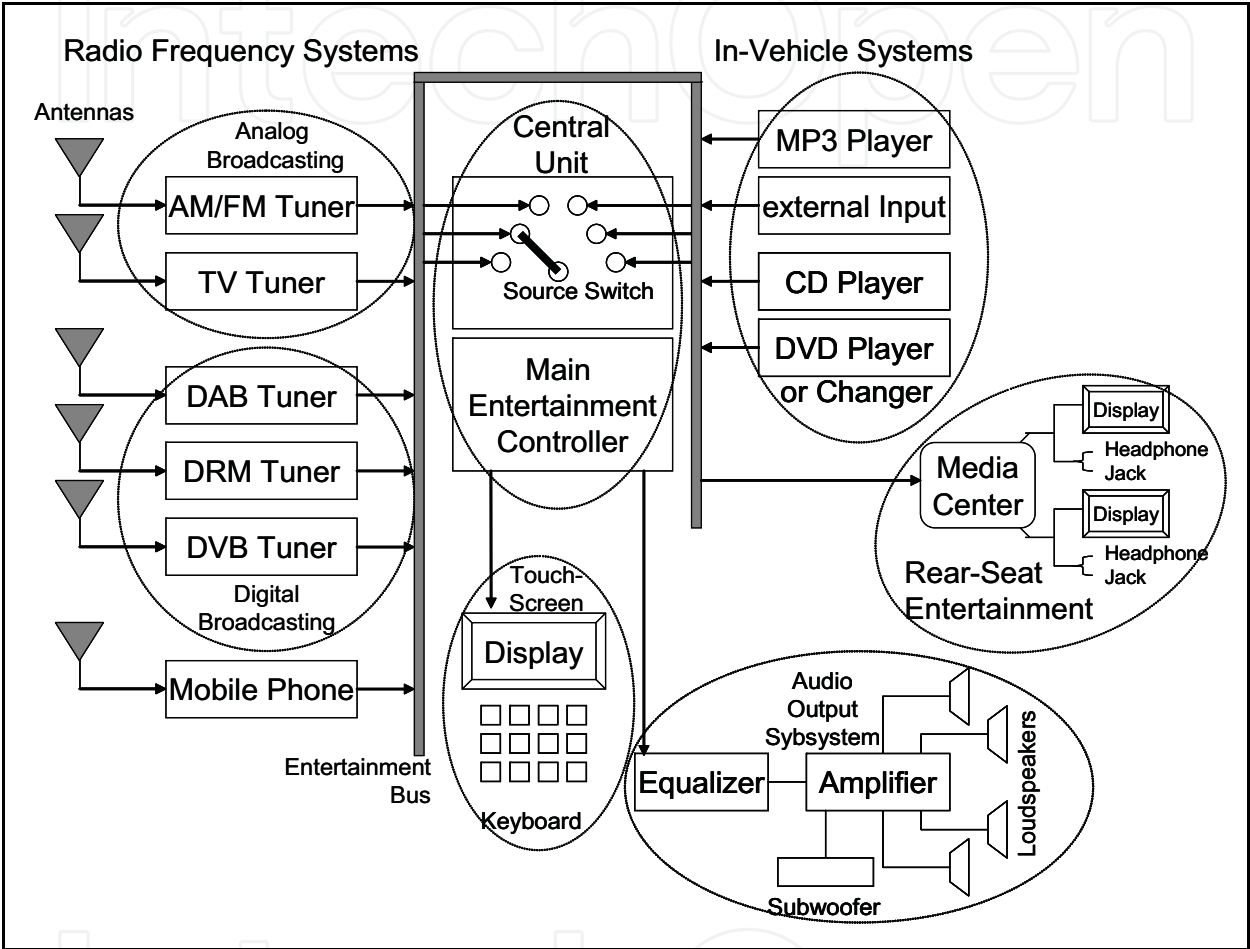 IntechOpen
Radio Frequency Systems
In-Vehicle Systems
Antennas
Analog
Broadcasting
AM/FM Tuner
TV Tuner
DAB Tuner
DRM Tuner
DVB Tuner
Digital
Broadcasting
Mobile Phone
Entertainment
Bus
Central
Unit
Source Switch
Main
Entertainment
Controller
Touch-
Screen
Display
Keyboard
MP3 Player
external Input
CD Player
DVD Player
or Changer
Media
Center
Display
Headphone
Jack
Display
Headphone
Jack
Rear-Seat
Entertainment
Audio
Output
Sybsystem
Equalizer
Amplifier
Loudspeakers
Subwoofer